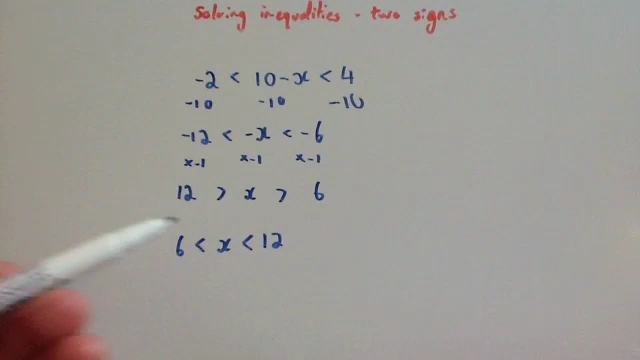 Solving inequalities - two signs
-2 < 10 - x < 4
-10 -10 -10
-12 < -x < -6
x-1 x-1 x-1
12 > x > 6
6 < x < 12